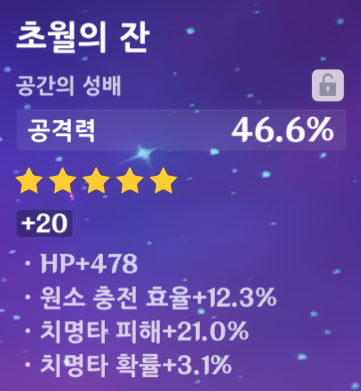 초월의 잔
공간의 성배
공격력 46.6%
+20
· HP+478
· 원소 충전 효율+12.3%
· 치명타 피해+21.0%
· 치명타 확률+3.1%